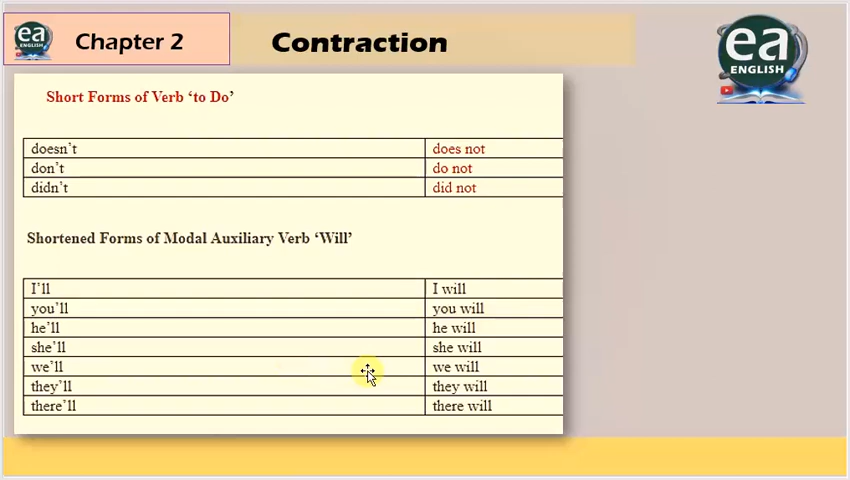 ea
ENGLISH
Chapter 2
Contraction
ea
ENGLISH
Short Forms of Verb ‘to Do’
doesn’t does not
don’t do not
didn’t did not
Shortened Forms of Modal Auxiliary Verb ‘Will’
I’ll I will
you’ll you will
he’ll he will
she’ll she will
we’ll we will
they’ll they will
there’ll there will